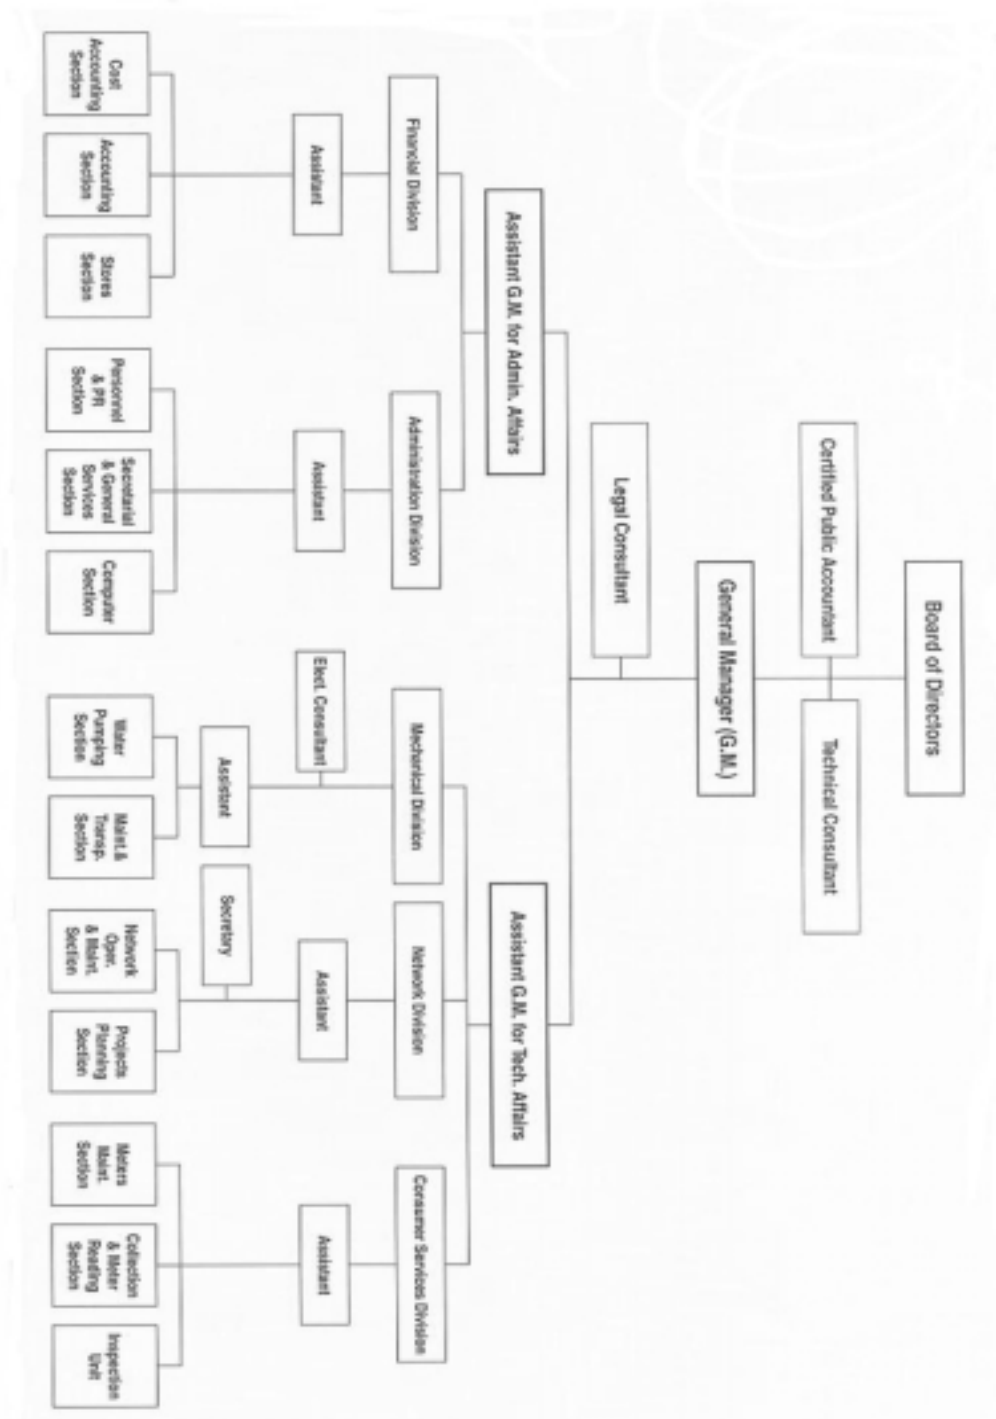 Board of Directors
Certified Public Accountant
Technical Consultant
General Manager (G.M.)
Legal Consultant
Assistant G.M. for Admin. Affairs
Assistant G.M. for Tech. Affairs
Financial Division
Administration Division
Mechanical Division
Network Division
Consumer Services Division
Assistant
Assistant
Elect. Consultant
Assistant
Assistant
Assistant
Secretary
Cost
Accounting
Section
Accounting
Section
Stores
Section
Personnel
& PR
Section
Secretarial
& General
Services
Section
Computer
Section
Water
Pumping
Section
Maint.&
Transp.
Section
Network
Oper.
& Maint.
Section
Projects
Planning
Section
Meters
Maint.
Section
Collection
& Meter
Reading
Section
Inspection
Unit